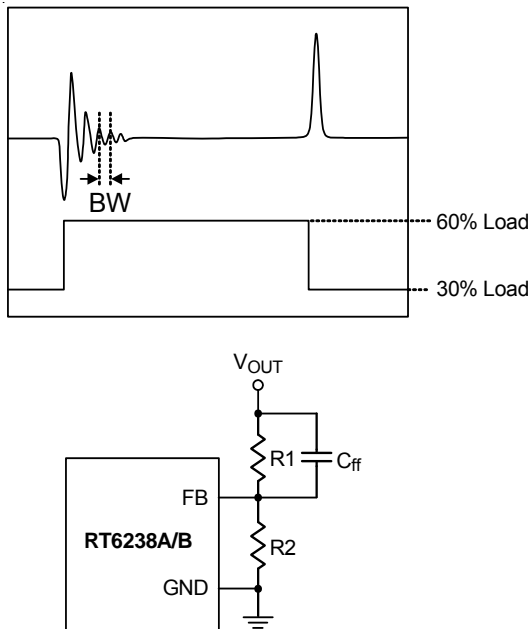 BW
60% Load
30% Load
VOUT
R1
Cff
FB
RT6238A/B
R2
GND